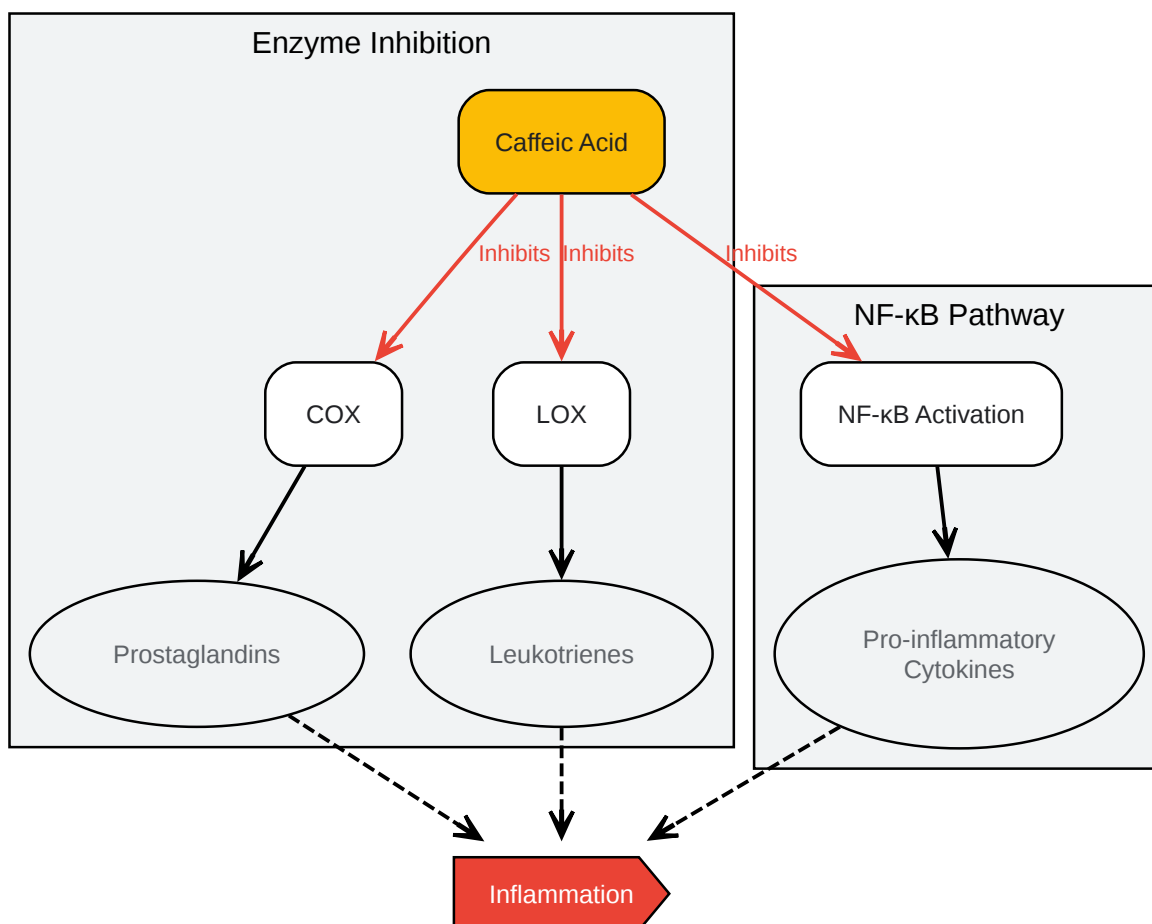 Enzyme Inhibition
Caffeic Acid
Inhibits
Inhibits
Inhibits
NF-κB Pathway
COX
LOX
NF-κB Activation
Prostaglandins
Leukotrienes
Pro-inflammatory
Cytokines
Inflammation